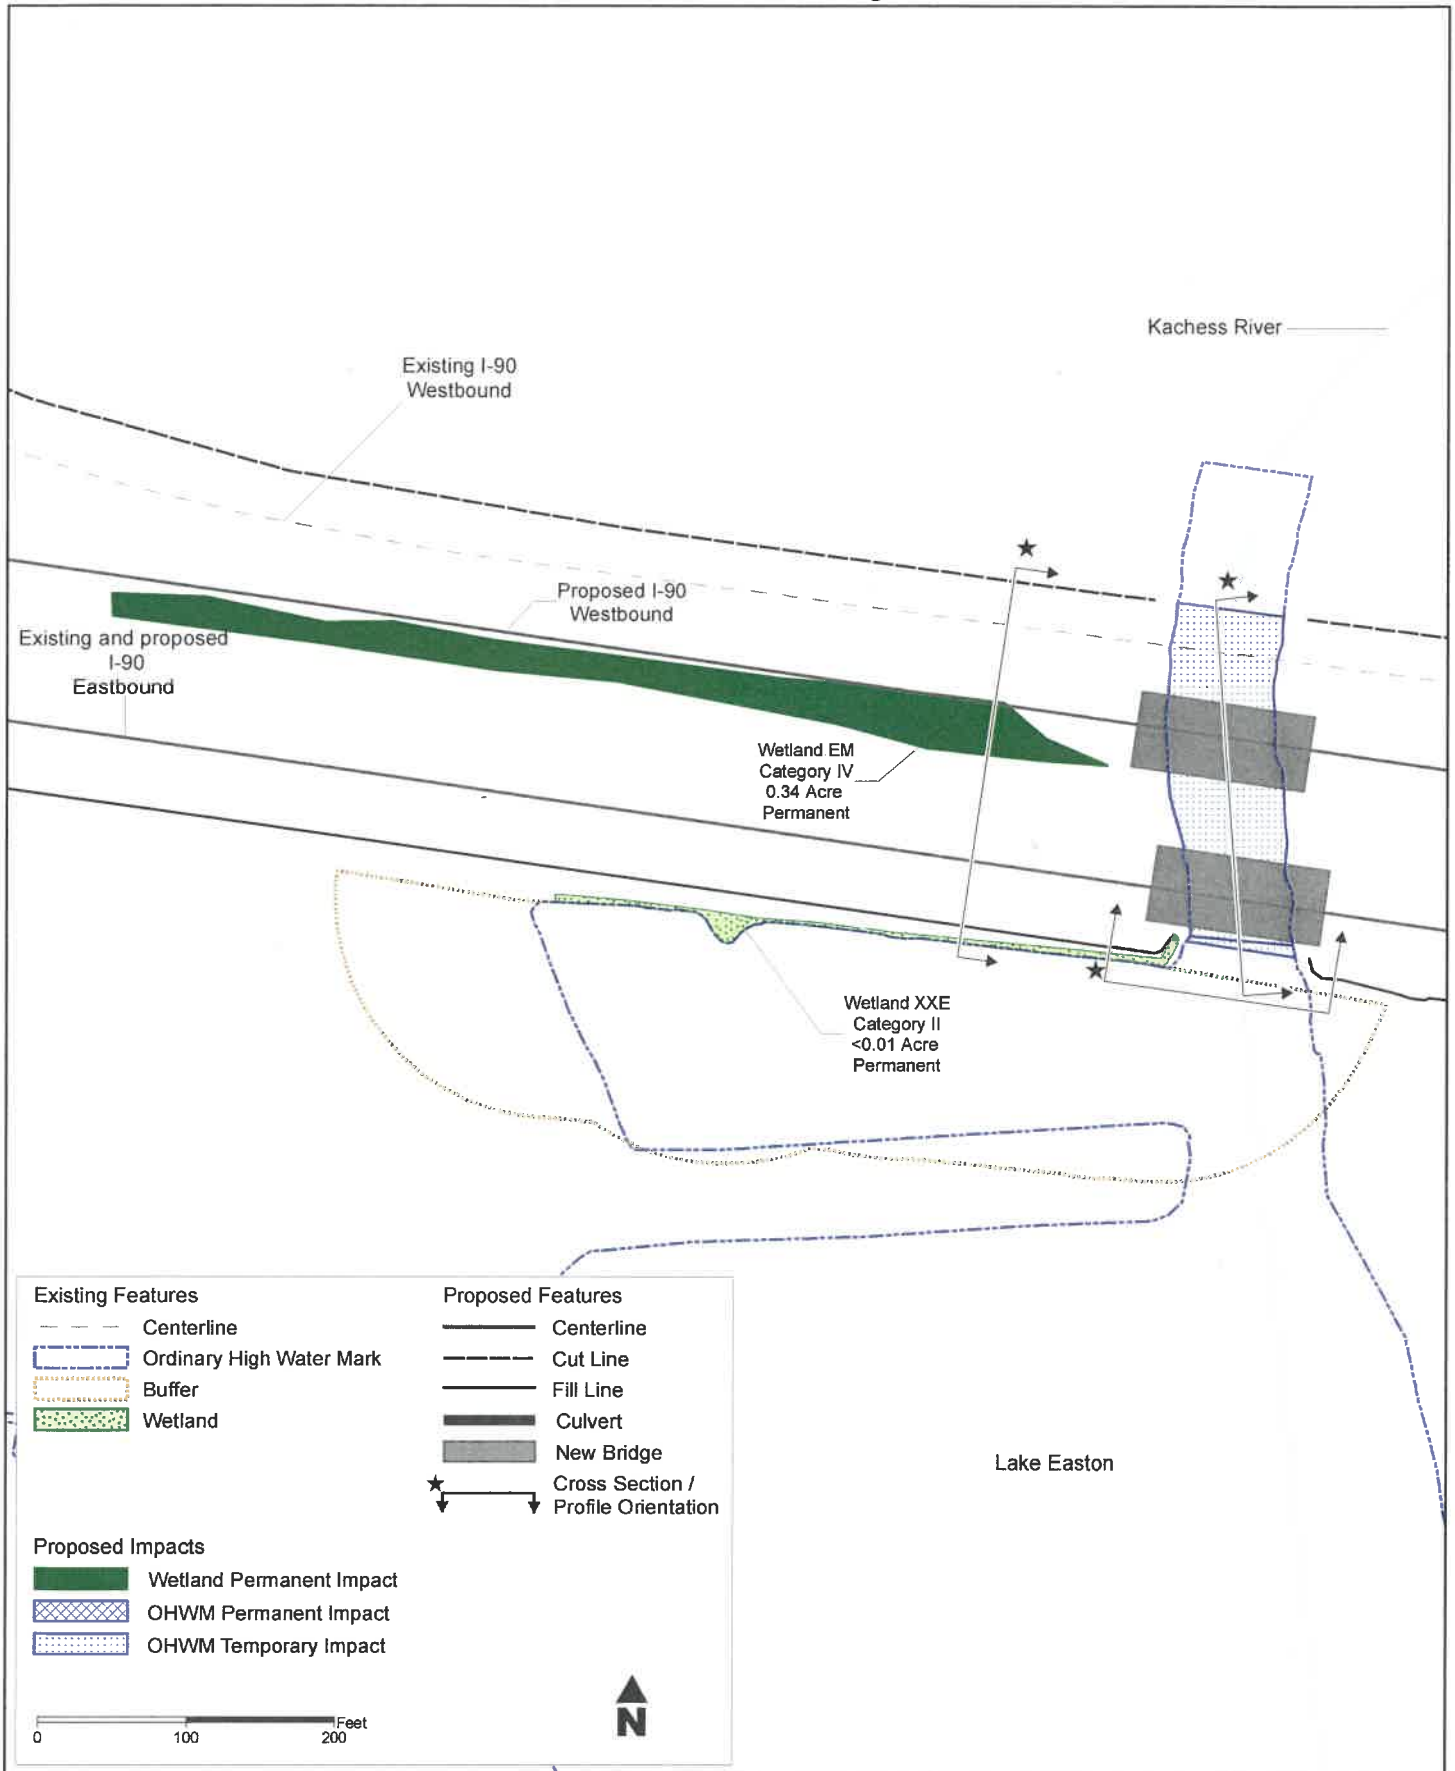 Kachess River
Existing I-90
Westbound
Proposed I-90
Westbound
Existing and proposed
I-90
Eastbound
Wetland EM
Category IV
0.34 Acre
Permanent
Wetland XXE
Category II
<0.01 Acre
Permanent
Lake Easton
Existing Features
Centerline
Ordinary High Water Mark
Buffer
Wetland
Proposed Features
Centerline
Cut Line
Fill Line
Culvert
New Bridge
Cross Section /
Profile Orientation
Proposed Impacts
Wetland Permanent Impact
OHWM Permanent Impact
OHWM Temporary Impact
Feet
0 100 200
N